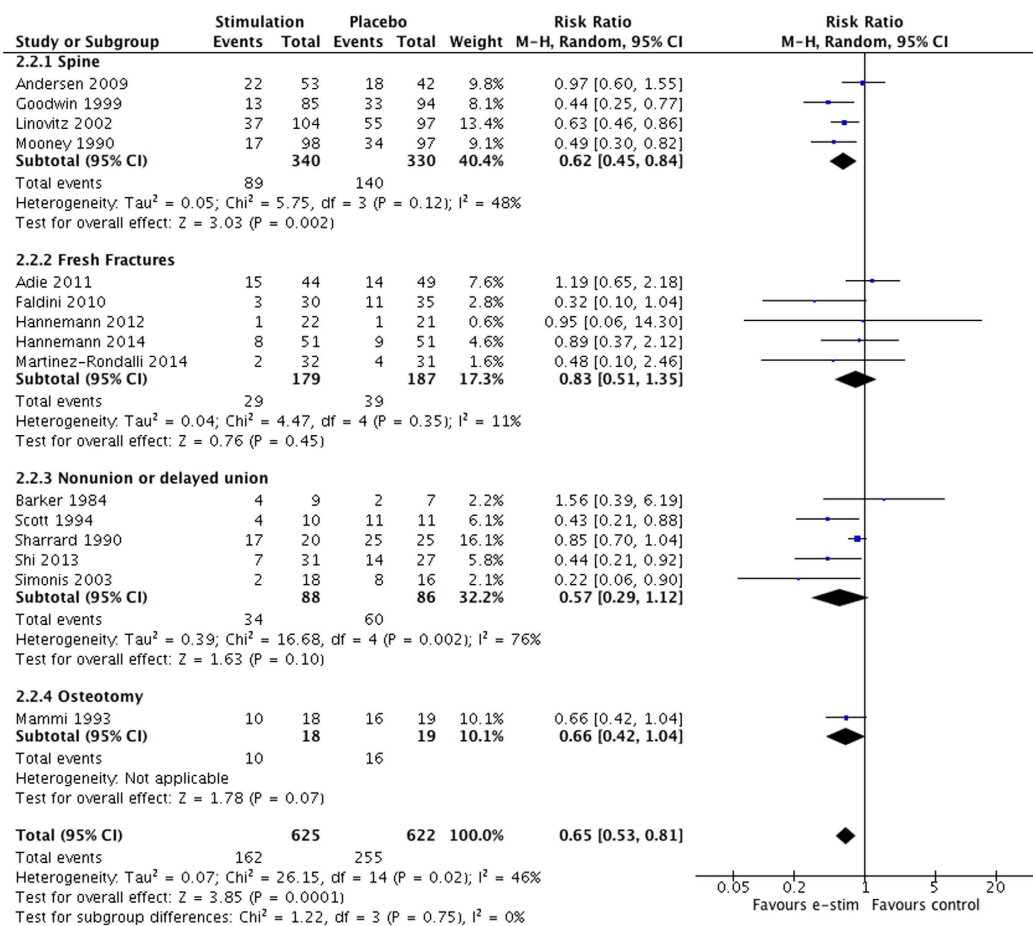 Stimulation Placebo Risk Ratio Risk Ratio
Study or Subgroup Events Total Events Total Weight M-H, Random, 95% CI M-H, Random, 95% CI
2.2.1 Spine
Andersen 2009 22 53 18 42 9.8% 0.97 [0.60, 1.55]
Goodwin 1999 13 85 33 94 8.1% 0.44 [0.25, 0.77]
Linovitz 2002 37 104 55 97 13.4% 0.63 [0.46, 0.86]
Mooney 1990 17 98 34 97 9.1% 0.49 [0.30, 0.82]
Subtotal (95% CI) 340 330 40.4% 0.62 [0.45, 0.84]
Total events 89 140
Heterogeneity: Tau² = 0.05; Chi² = 5.75, df = 3 (P = 0.12); I² = 48%
Test for overall effect: Z = 3.03 (P = 0.002)
2.2.2 Fresh Fractures
Adie 2011 15 44 14 49 7.6% 1.19 [0.65, 2.18]
Faldini 2010 3 30 11 35 2.8% 0.32 [0.10, 1.04]
Hannemann 2012 1 22 1 21 0.6% 0.95 [0.06, 14.30]
Hannemann 2014 8 51 9 51 4.6% 0.89 [0.37, 2.12]
Martinez-Rondalli 2014 2 32 4 31 1.6% 0.48 [0.10, 2.46]
Subtotal (95% CI) 179 187 17.3% 0.83 [0.51, 1.35]
Total events 29 39
Heterogeneity: Tau² = 0.04; Chi² = 4.47, df = 4 (P = 0.35); I² = 11%
Test for overall effect: Z = 0.76 (P = 0.45)
2.2.3 Nonunion or delayed union
Barker 1984 4 9 2 7 2.2% 1.56 [0.39, 6.19]
Scott 1994 4 10 11 11 6.1% 0.43 [0.21, 0.88]
Sharrard 1990 17 20 25 25 16.1% 0.85 [0.70, 1.04]
Shi 2013 7 31 14 27 5.8% 0.44 [0.21, 0.92]
Simonis 2003 2 18 8 16 2.1% 0.22 [0.06, 0.90]
Subtotal (95% CI) 88 86 32.2% 0.57 [0.29, 1.12]
Total events 34 60
Heterogeneity: Tau² = 0.39; Chi² = 16.68, df = 4 (P = 0.002); I² = 76%
Test for overall effect: Z = 1.63 (P = 0.10)
2.2.4 Osteotomy
Mammi 1993 10 18 16 19 10.1% 0.66 [0.42, 1.04]
Subtotal (95% CI) 18 19 10.1% 0.66 [0.42, 1.04]
Total events 10 16
Heterogeneity: Not applicable
Test for overall effect: Z = 1.78 (P = 0.07)
Total (95% CI) 625 622 100.0% 0.65 [0.53, 0.81]
Total events 162 255
Heterogeneity: Tau² = 0.07; Chi² = 26.15, df = 14 (P = 0.02); I² = 46%
Test for overall effect: Z = 3.85 (P = 0.0001)
Test for subgroup differences: Chi² = 1.22, df = 3 (P = 0.75), I² = 0%
0.05 0.2 1 5 20
Favours e-stim Favours control